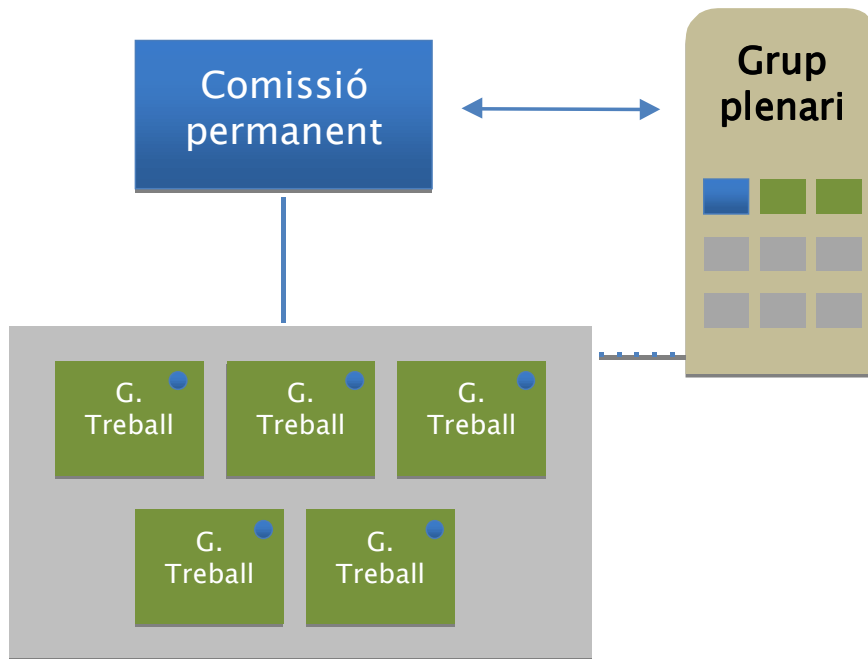 Comissió
permanent
Grup
plenari
G.
Treball
G.
Treball
G.
Treball
G.
Treball
G.
Treball